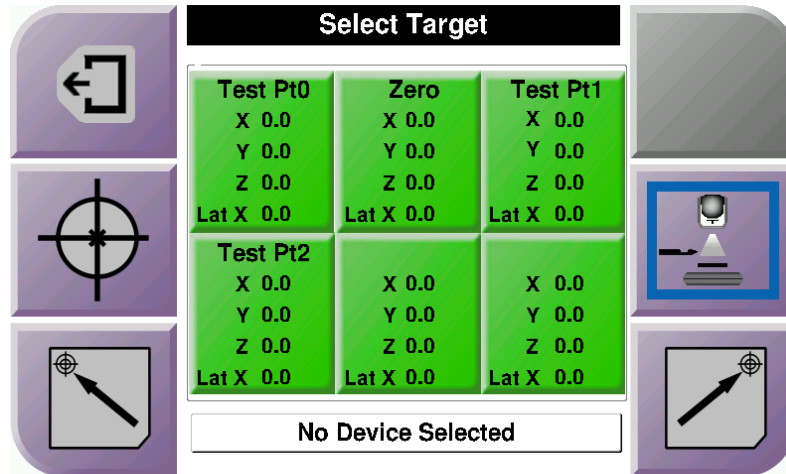 Select Target
Test Pt0 Zero Test Pt1
X 0.0 X 0.0 X 0.0
Y 0.0 Y 0.0 Y 0.0
Z 0.0 Z 0.0 Z 0.0
Lat X 0.0 Lat X 0.0 Lat X 0.0
Test Pt2
X 0.0 X 0.0 X 0.0
Y 0.0 Y 0.0 Y 0.0
Z 0.0 Z 0.0 Z 0.0
Lat X 0.0 Lat X 0.0 Lat X 0.0
No Device Selected